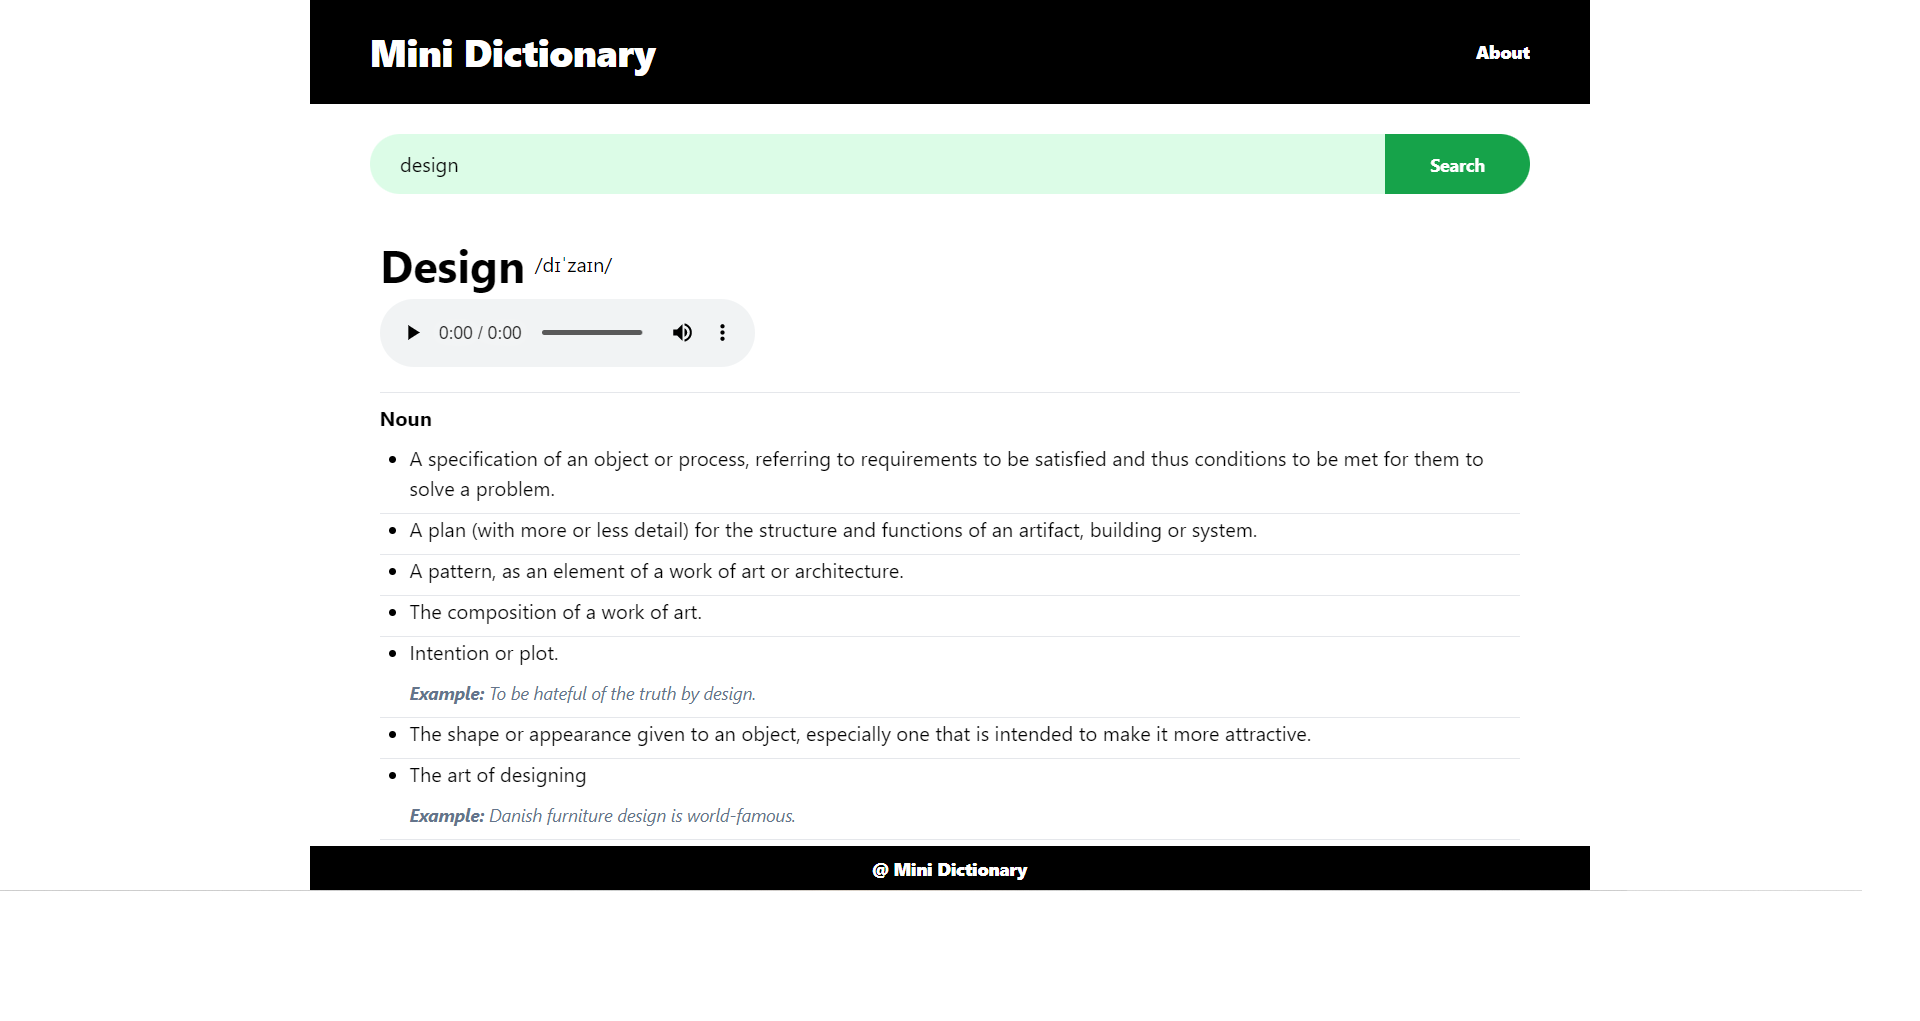 Mini Dictionary
About
design
Search
Design /dɪˈzaɪn/
0:00 / 0:00
Noun
• A specification of an object or process, referring to requirements to be satisfied and thus conditions to be met for them to
solve a problem.
• A plan (with more or less detail) for the structure and functions of an artifact, building or system.
• A pattern, as an element of a work of art or architecture.
• The composition of a work of art.
• Intention or plot.
Example: To be hateful of the truth by design.
• The shape or appearance given to an object, especially one that is intended to make it more attractive.
• The art of designing
Example: Danish furniture design is world-famous.
@ Mini Dictionary